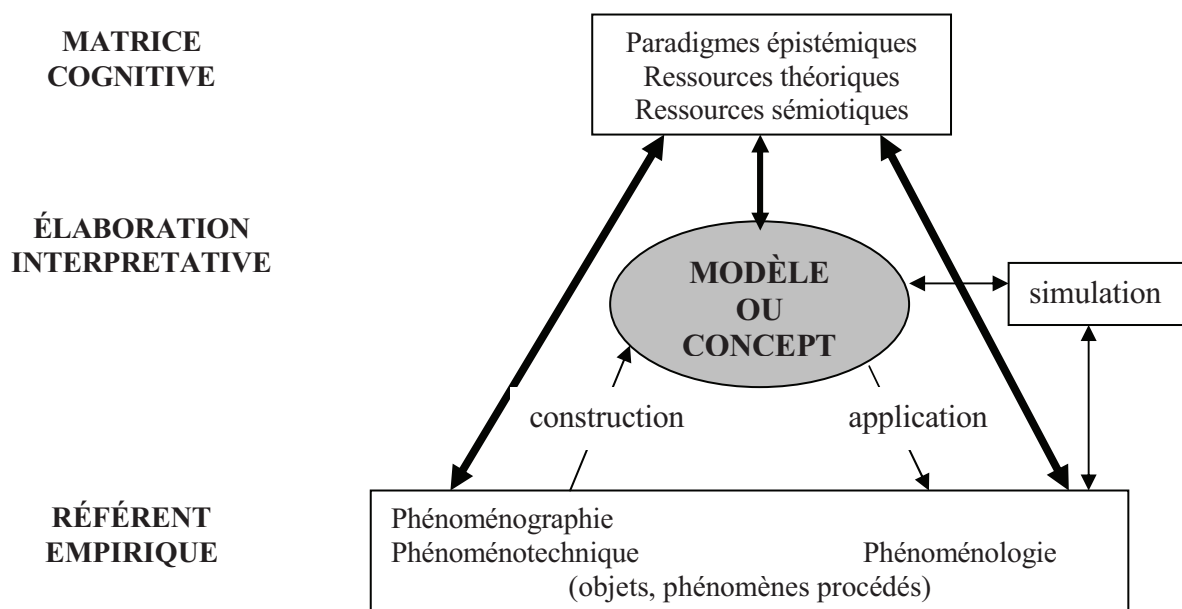 MATRICE
COGNITIVE
Paradigmes épistémiques
Ressources théoriques
Ressources sémiotiques
ÉLABORATION
INTERPRETATIVE
MODÈLE
OU
CONCEPT
simulation
construction
application
RÉFÉRENT
EMPIRIQUE
Phénoménographie
Phénoménotechnique
Phénoménologie
(objets, phénomènes procédés)